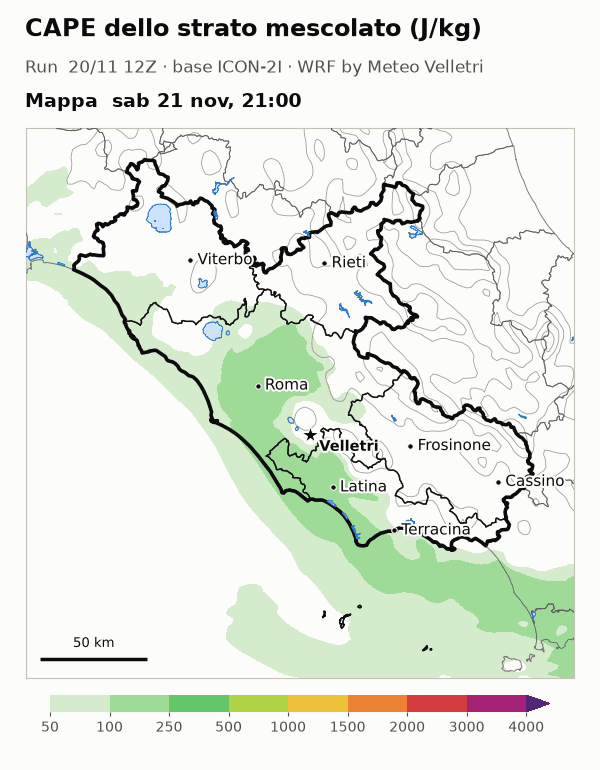 CAPE dello strato mescolato (J/kg)
Run  20/11 12Z · base ICON-2I · WRF by Meteo Velletri
Mappa  sab 21 nov, 21:00
Viterbo
Rieti
Roma
Velletri
Frosinone
Cassino
Latina
Terracina
50 km
50 100 250 500 1000 1500 2000 3000 4000